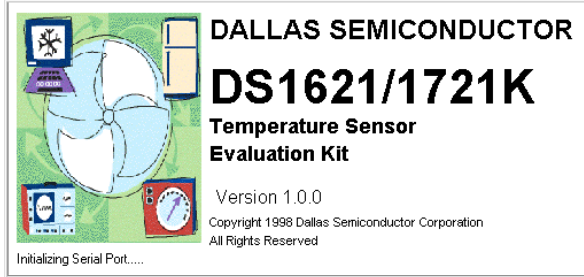 DALLAS SEMICONDUCTOR
DS1621/1721K
Temperature Sensor
Evaluation Kit
Version 1.0.0
Copyright 1998 Dallas Semiconductor Corporation
All Rights Reserved
Initializing Serial Port.....